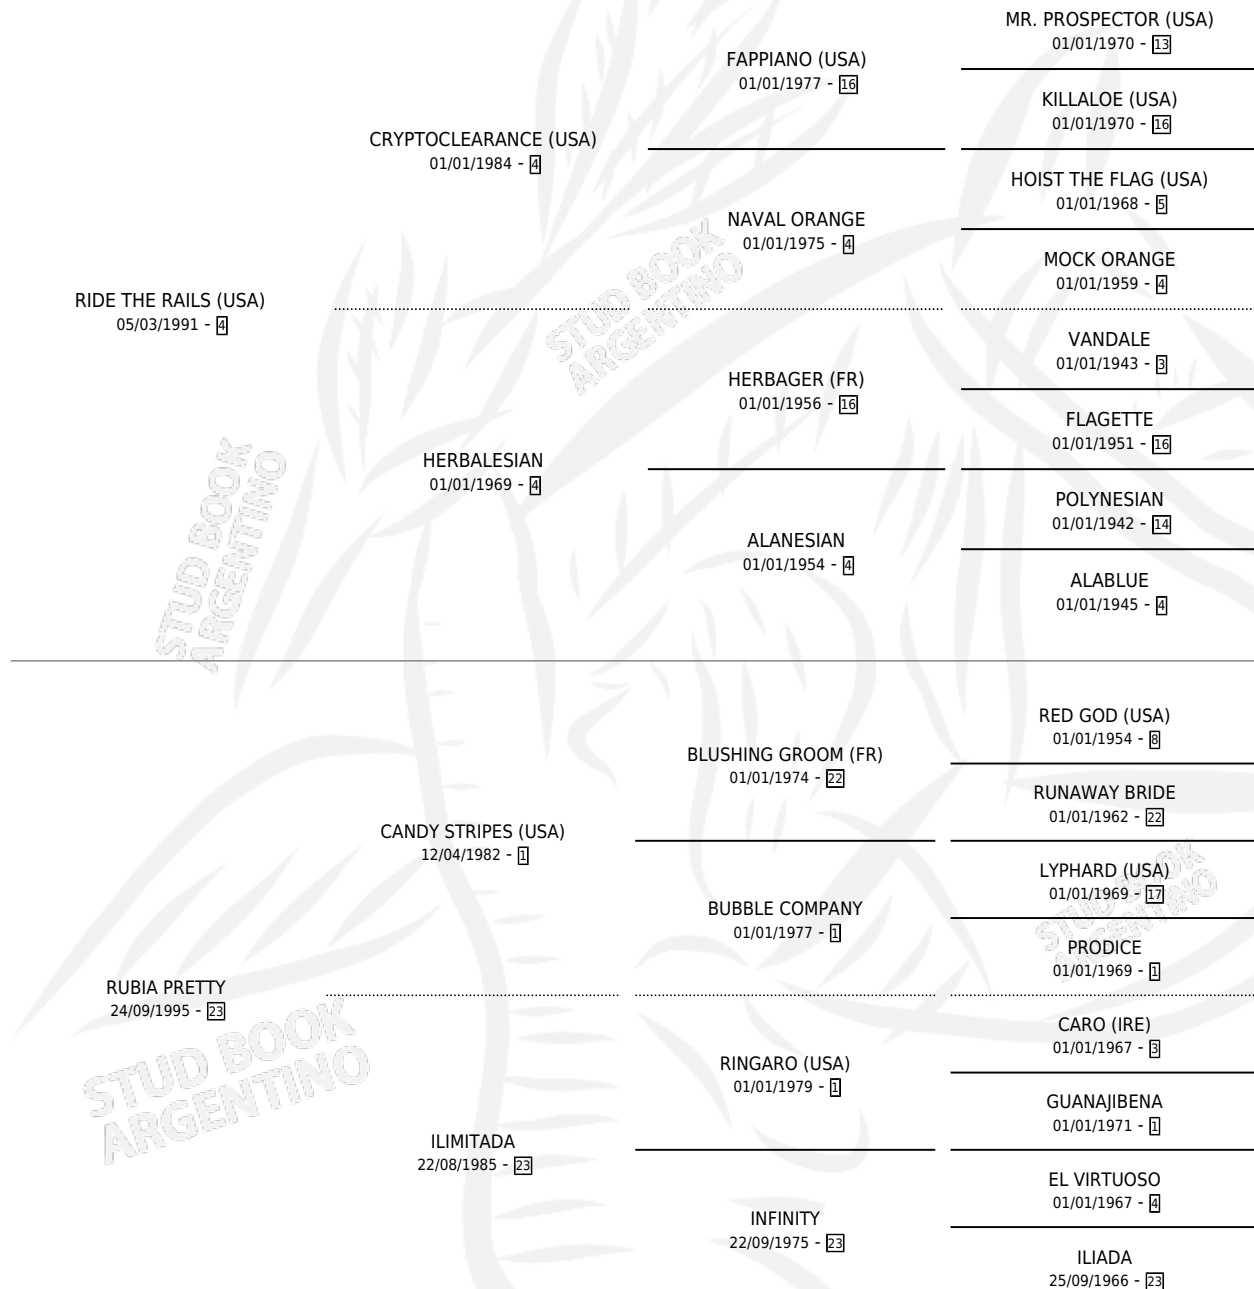 MR. PROSPECTOR (USA)
01/01/1970 - 13
FAPPIANO (USA)
01/01/1977 - 16
KILLALOE (USA)
01/01/1970 - 16
CRYPTOCLEARANCE (USA)
01/01/1984 - 4
HOIST THE FLAG (USA)
01/01/1968 - 5
NAVAL ORANGE
01/01/1975 - 4
MOCK ORANGE
01/01/1959 - 4
RIDE THE RAILS (USA)
05/03/1991 - 4
VANDALE
01/01/1943 - 3
HERBAGER (FR)
01/01/1956 - 16
FLAGETTE
01/01/1951 - 16
HERBALESIAN
01/01/1969 - 4
POLYNESIAN
01/01/1942 - 14
ALANESIAN
01/01/1954 - 4
ALABLUE
01/01/1945 - 4
RED GOD (USA)
01/01/1954 - 8
BLUSHING GROOM (FR)
01/01/1974 - 22
RUNAWAY BRIDE
01/01/1962 - 22
CANDY STRIPES (USA)
12/04/1982 - 1
LYPHARD (USA)
01/01/1969 - 17
BUBBLE COMPANY
01/01/1977 - 1
PRODICE
01/01/1969 - 1
RUBIA PRETTY
24/09/1995 - 23
CARO (IRE)
01/01/1967 - 3
RINGARO (USA)
01/01/1979 - 1
GUANAJIBENA
01/01/1971 - 1
ILIMITADA
22/08/1985 - 23
EL VIRTUOSO
01/01/1967 - 4
INFINITY
22/09/1975 - 23
ILIADA
25/09/1966 - 23
STUD BOOK
ARGENTINO
STUD BOOK
ARGENTINO
STUD BOOK
ARGENTINO
STUD BOOK
ARGENTINO